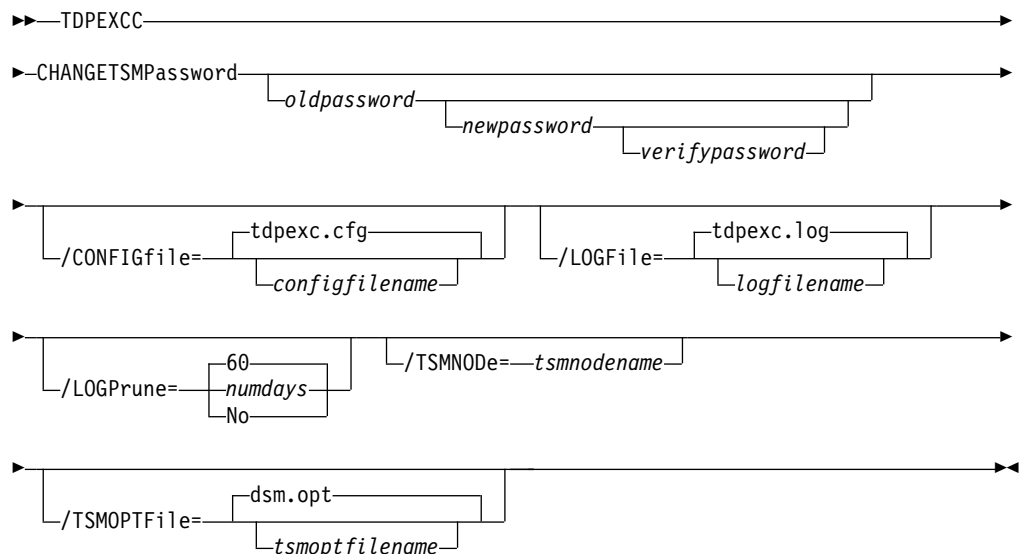 TDPEXCC
CHANGETSMPassword
oldpassword
newpassword
verifypassword
/CONFIGfile=
tdpexc.cfg
configfilename
/LOGFile=
tdpexc.log
logfilename
/LOGPrune=
60
numdays
No
/TSMNODe= tsmnodename
/TSMOPTFile=
dsm.opt
tsmoptfilename